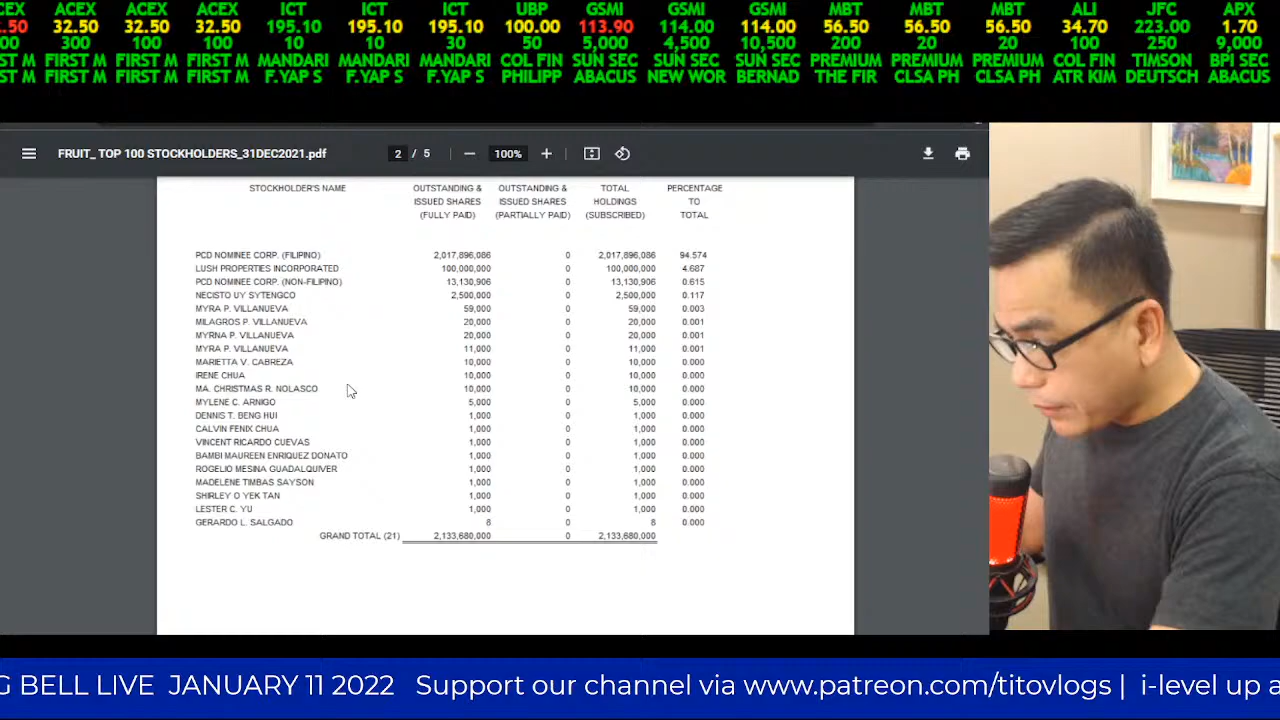 CEX ACEX ACEX ACEX ICT ICT ICT UBP GSMI GSMI GSMI MBT MBT MBT ALI JFC APX
.50 32.50 32.50 32.50 195.10 195.10 195.10 100.00 113.90 114.00 114.00 56.50 56.50 56.50 34.70 223.00 1.70
00 300 100 100 10 10 30 50 5,000 4,500 10,500 200 20 20 100 250 9,000
ST M FIRST M FIRST M FIRST M MANDARI MANDARI MANDARI COL FIN SUN SEC SUN SEC SUN SEC PREMIUM PREMIUM PREMIUM COL FIN TIMSON BPI SEC
ST M FIRST M FIRST M FIRST M F.YAP S F.YAP S F.YAP S PHILIPP ABACUS NEW WOR BERNAD THE FIR CLSA PH CLSA PH ATR KIM DEUTSCH ABACUS
FRUIT_ TOP 100 STOCKHOLDERS_31DEC2021.pdf 2 / 5 — 100% +
STOCKHOLDER'S NAME OUTSTANDING & OUTSTANDING & TOTAL PERCENTAGE
ISSUED SHARES ISSUED SHARES HOLDINGS TO
(FULLY PAID) (PARTIALLY PAID) (SUBSCRIBED) TOTAL
PCD NOMINEE CORP. (FILIPINO) 2,017,896,086 0 2,017,896,086 94.574
LUSH PROPERTIES INCORPORATED 100,000,000 0 100,000,000 4.687
PCD NOMINEE CORP. (NON-FILIPINO) 13,130,906 0 13,130,906 0.615
NECISTO UY SYTENGCO 2,500,000 0 2,500,000 0.117
MYRA P. VILLANUEVA 59,000 0 59,000 0.003
MILAGROS P. VILLANUEVA 20,000 0 20,000 0.001
MYRNA P. VILLANUEVA 20,000 0 20,000 0.001
MYRA P. VILLANUEVA 11,000 0 11,000 0.001
MARIETTA V. CABREZA 10,000 0 10,000 0.000
IRENE CHUA 10,000 0 10,000 0.000
MA. CHRISTMAS R. NOLASCO 10,000 0 10,000 0.000
MYLENE C. ARNIGO 5,000 0 5,000 0.000
DENNIS T. BENG HUI 1,000 0 1,000 0.000
CALVIN FENIX CHUA 1,000 0 1,000 0.000
VINCENT RICARDO CUEVAS 1,000 0 1,000 0.000
BAMBI MAUREEN ENRIQUEZ DONATO 1,000 0 1,000 0.000
ROGELIO MESINA GUADALQUIVER 1,000 0 1,000 0.000
MADELENE TIMBAS SAYSON 1,000 0 1,000 0.000
SHIRLEY O YEK TAN 1,000 0 1,000 0.000
LESTER C. YU 1,000 0 1,000 0.000
GERARDO L. SALGADO 8 0 8 0.000
GRAND TOTAL (21) 2,133,680,000 0 2,133,680,000
G BELL LIVE JANUARY 11 2022 Support our channel via www.patreon.com/titovlogs | i-level up a